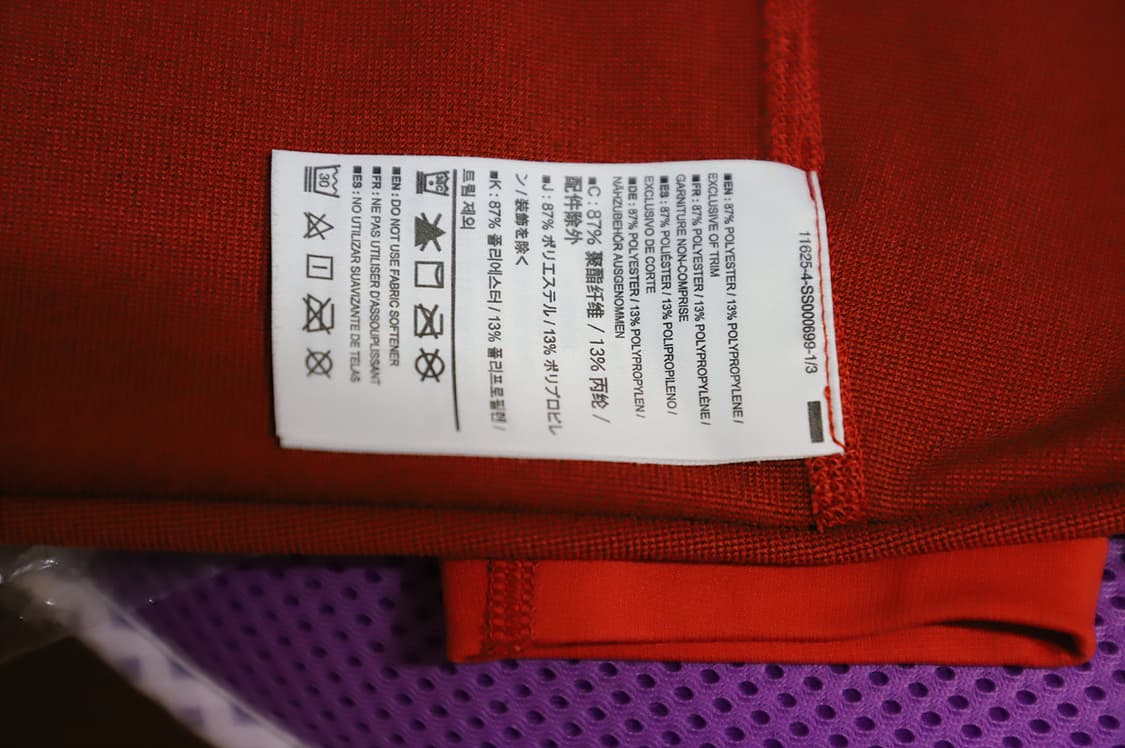 11625-4-SS000699-1/3
■EN : 87% POLYESTER / 13% POLYPROPYLENE /
EXCLUSIVE OF TRIM
■FR : 87% POLYESTER / 13% POLYPROPYLÈNE /
GARNITURE NON-COMPRISE
■ES : 87% POLIÉSTER / 13% POLIPROPILENO /
EXCLUSIVO DE CORTE
■DE : 87% POLYESTER / 13% POLYPROPYLEN /
NÄHZUBEHÖR AUSGENOMMEN
■C : 87% 聚酯纤维 / 13% 丙纶 /
配件除外
■J : 87% ポリエステル / 13% ポリプロピレ
ン / 装飾を除く
■K : 87% 폴리에스터 / 13% 폴리프로필렌 /
트림 제외
■EN : DO NOT USE FABRIC SOFTENER
■FR : NE PAS UTILISER D'ASSOUPLISSANT
■ES : NO UTILIZAR SUAVIZANTE DE TELAS
30